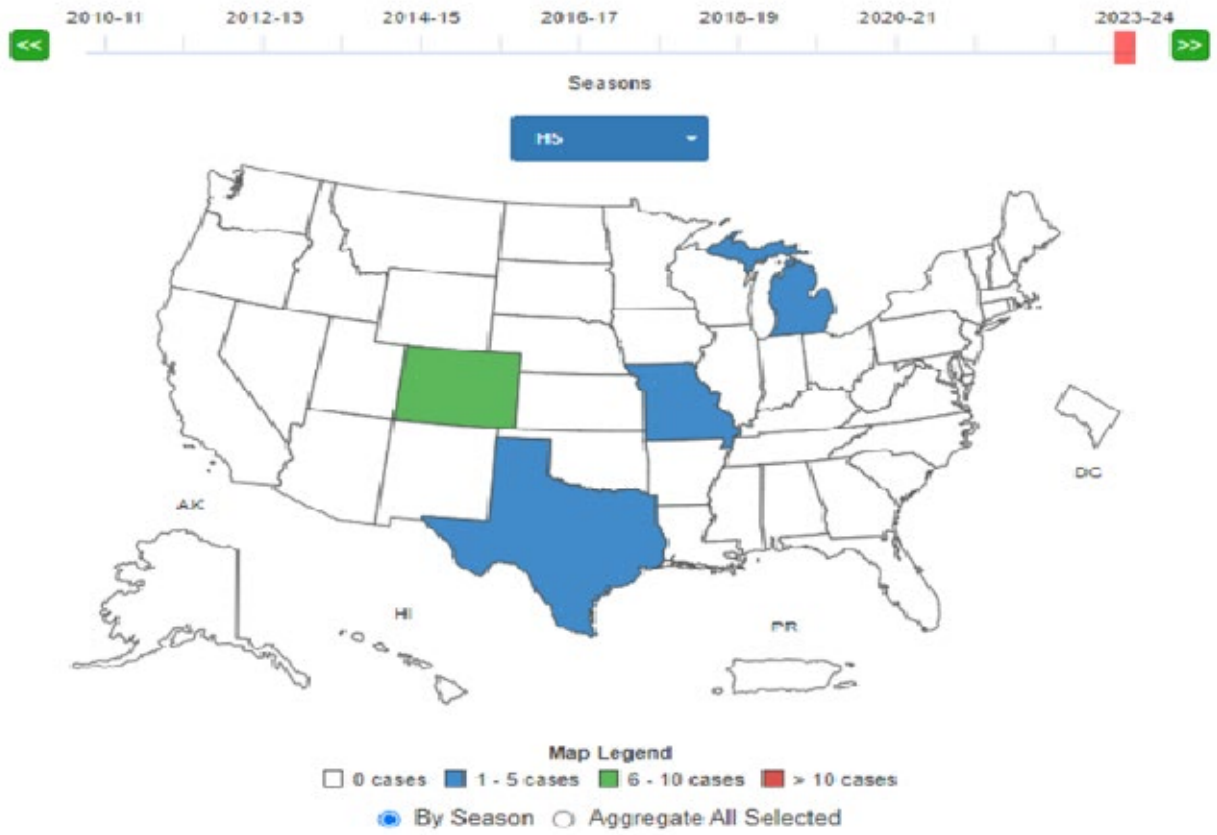 2010-11 2012-13 2014-15 2016-17 2018-19 2020-21 2023-24
<< >>
Seasons
H5
AK
HI
PR
DC
Map Legend
0 cases 1 - 5 cases 6 - 10 cases > 10 cases
By Season Aggregate All Selected